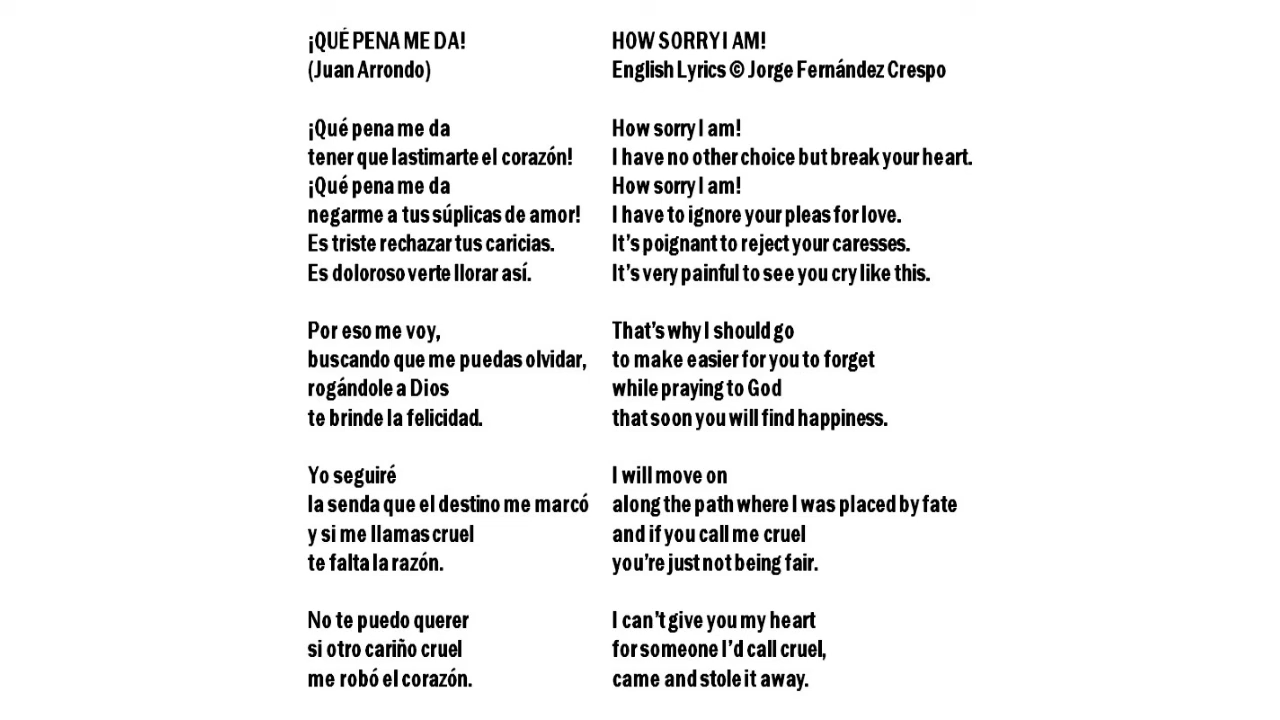 ¡QUÉ PENA ME DA!
(Juan Arrondo)
¡Qué pena me da
tener que lastimarte el corazón!
¡Qué pena me da
negarme a tus súplicas de amor!
Es triste rechazar tus caricias.
Es doloroso verte llorar así.
Por eso me voy,
buscando que me puedas olvidar,
rogándole a Dios
te brinde la felicidad.
Yo seguiré
la senda que el destino me marcó
y si me llamas cruel
te falta la razón.
No te puedo querer
si otro cariño cruel
me robó el corazón.
HOW SORRY I AM!
English Lyrics © Jorge Fernández Crespo
How sorry I am!
I have no other choice but break your heart.
How sorry I am!
I have to ignore your pleas for love.
It's poignant to reject your caresses.
It's very painful to see you cry like this.
That's why I should go
to make easier for you to forget
while praying to God
that soon you will find happiness.
I will move on
along the path where I was placed by fate
and if you call me cruel
you're just not being fair.
I can't give you my heart
for someone I'd call cruel,
came and stole it away.